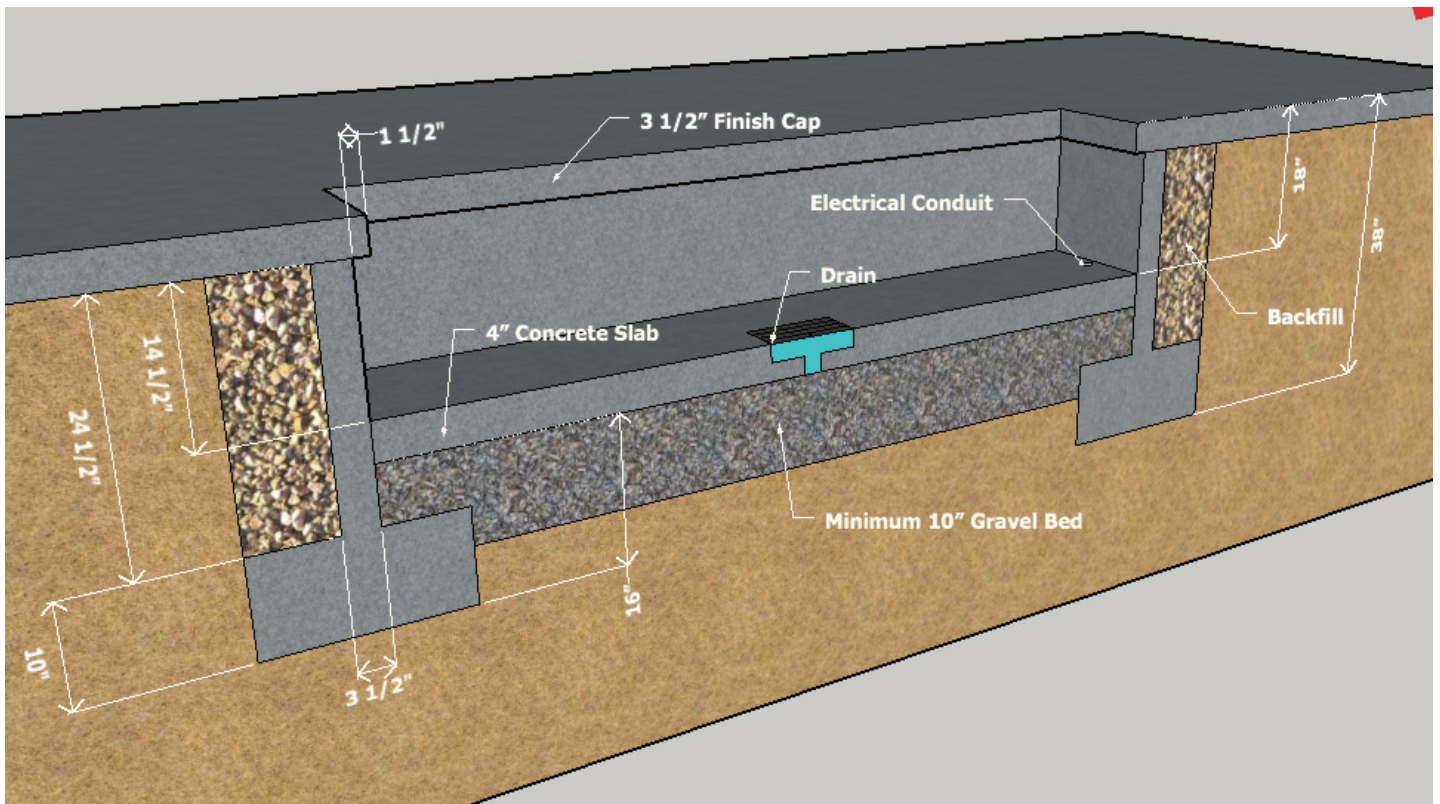 1 1/2"
3 1/2” Finish Cap
Electrical Conduit
18"
38"
Drain
Backfill
4” Concrete Slab
14 1/2"
24 1/2"
Minimum 10” Gravel Bed
16"
10"
3 1/2"